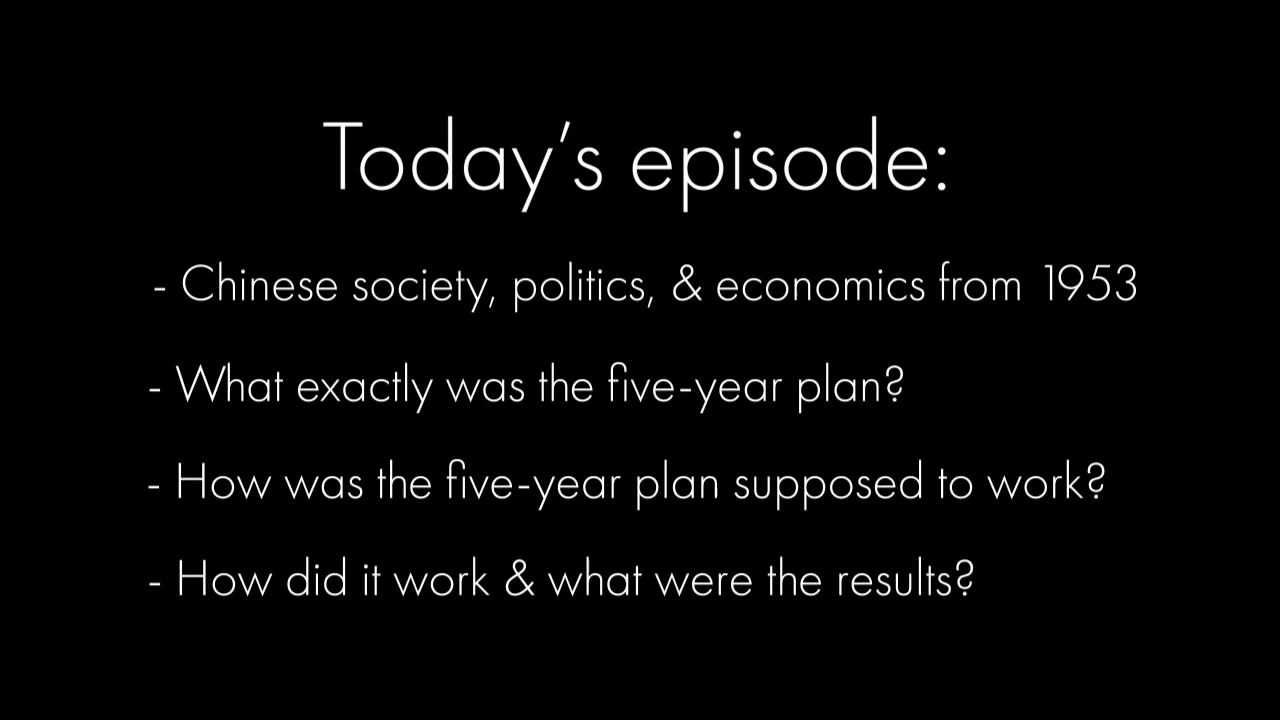 Today's episode:
- Chinese society, politics, & economics from 1953
- What exactly was the five-year plan?
- How was the five-year plan supposed to work?
- How did it work & what were the results?